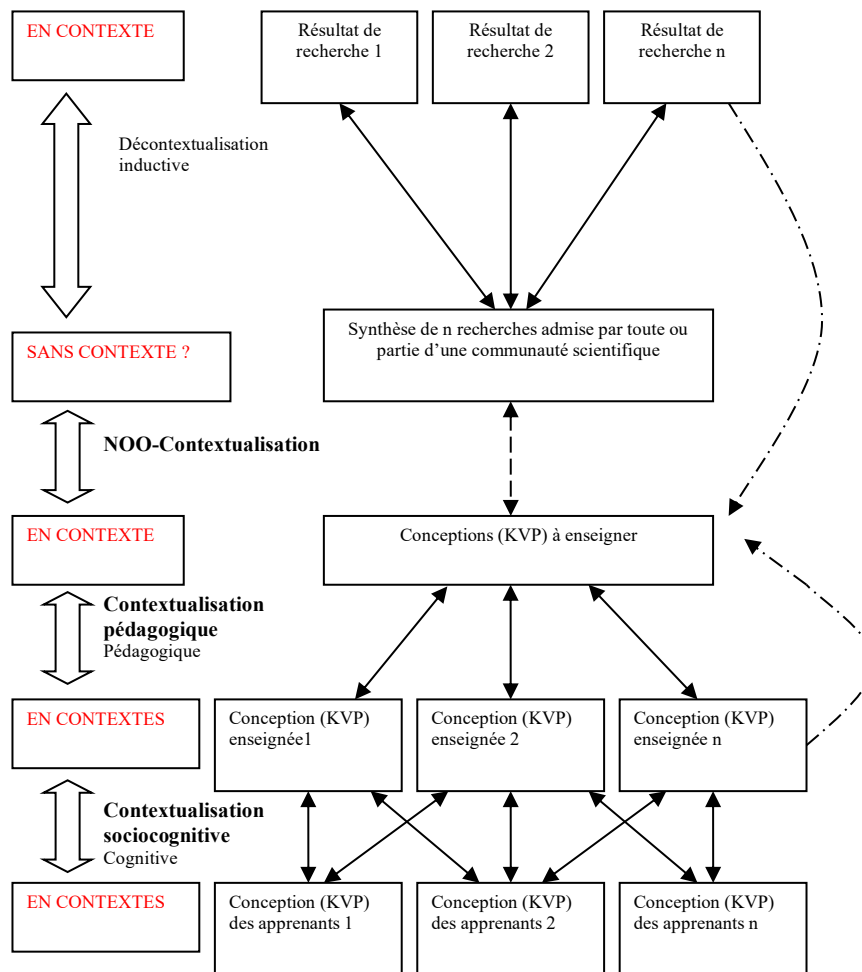 EN CONTEXTE
Résultat de
recherche 1
Résultat de
recherche 2
Résultat de
recherche n
Décontextualisation
inductive
SANS CONTEXTE ?
Synthèse de n recherches admise par toute ou
partie d’une communauté scientifique
NOO-Contextualisation
EN CONTEXTE
Conceptions (KVP) à enseigner
Contextualisation
pédagogique
Pédagogique
EN CONTEXTES
Conception (KVP)
enseignée1
Conception (KVP)
enseignée 2
Conception (KVP)
enseignée n
Contextualisation
sociocognitive
Cognitive
EN CONTEXTES
Conception (KVP)
des apprenants 1
Conception (KVP)
des apprenants 2
Conception (KVP)
des apprenants n